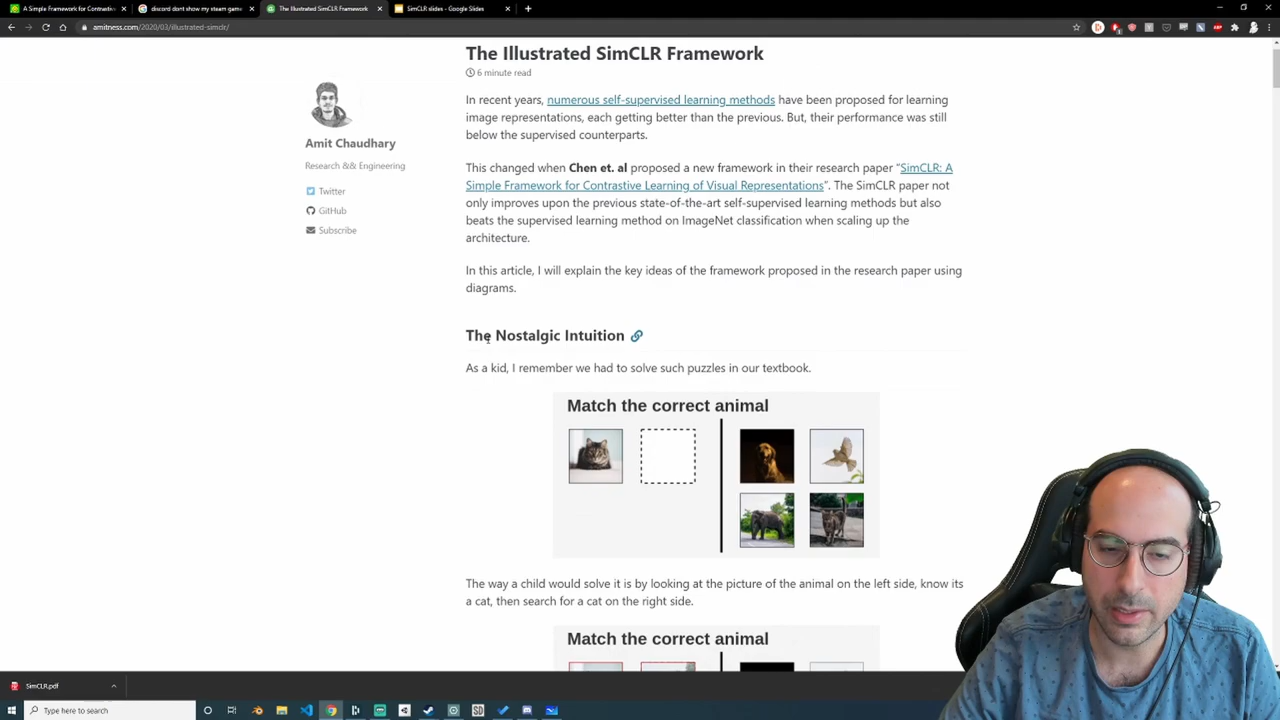 A Simple Framework for Contrastiv
discord dont show my steam gam
The Illustrated SimCLR Framework
SimCLR slides - Google Slides
amitness.com/2020/03/illustrated-simclr/
The Illustrated SimCLR Framework
6 minute read
In recent years, numerous self-supervised learning methods have been proposed for learning
image representations, each getting better than the previous. But, their performance was still
below the supervised counterparts.
Amit Chaudhary
Research && Engineering
Twitter
GitHub
Subscribe
This changed when Chen et. al proposed a new framework in their research paper “SimCLR: A
Simple Framework for Contrastive Learning of Visual Representations”. The SimCLR paper not
only improves upon the previous state-of-the-art self-supervised learning methods but also
beats the supervised learning method on ImageNet classification when scaling up the
architecture.
In this article, I will explain the key ideas of the framework proposed in the research paper using
diagrams.
The Nostalgic Intuition
As a kid, I remember we had to solve such puzzles in our textbook.
Match the correct animal
The way a child would solve it is by looking at the picture of the animal on the left side, know its
a cat, then search for a cat on the right side.
Match the correct animal
SimCLR.pdf
Type here to search